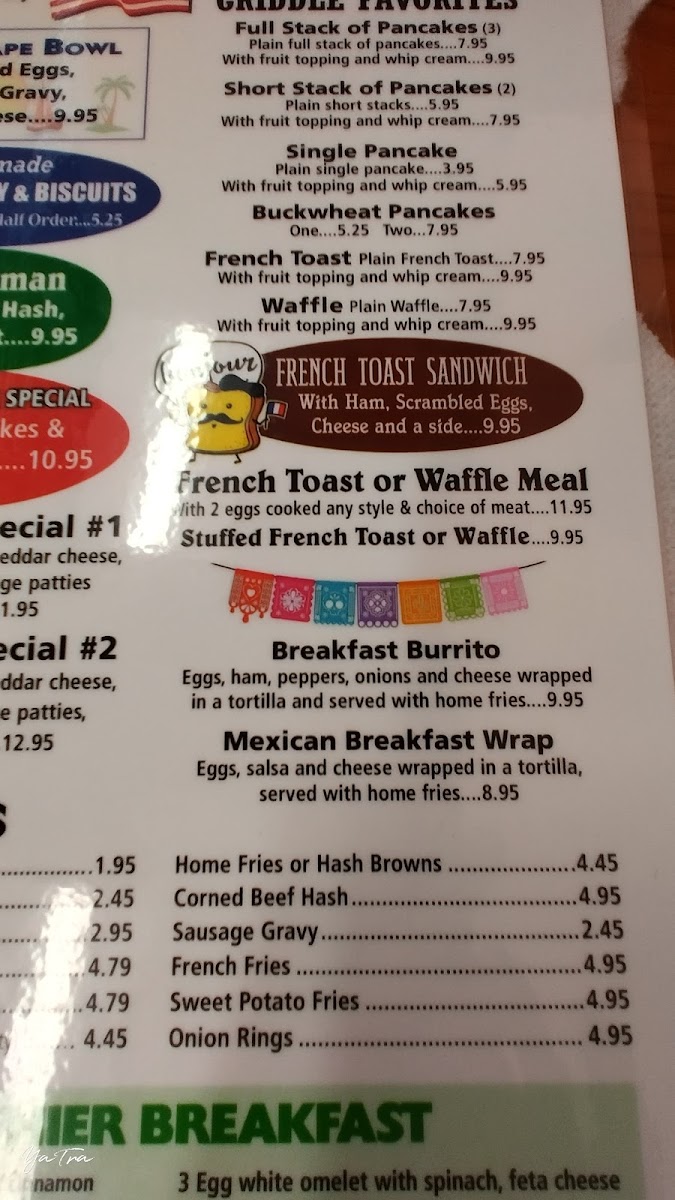 GRIDDLE FAVORITES
Full Stack of Pancakes (3)
Plain full stack of pancakes....7.95
With fruit topping and whip cream....9.95
Short Stack of Pancakes (2)
Plain short stacks....5.95
With fruit topping and whip cream....7.95
Single Pancake
Plain single pancake....3.95
With fruit topping and whip cream....5.95
Buckwheat Pancakes
One....5.25 Two...7.95
French Toast Plain French Toast....7.95
With fruit topping and whip cream....9.95
Waffle Plain Waffle....7.95
With fruit topping and whip cream....9.95
bonjour
FRENCH TOAST SANDWICH
With Ham, Scrambled Eggs,
Cheese and a side....9.95
French Toast or Waffle Meal
With 2 eggs cooked any style & choice of meat....11.95
Stuffed French Toast or Waffle....9.95
Breakfast Burrito
Eggs, ham, peppers, onions and cheese wrapped
in a tortilla and served with home fries....9.95
Mexican Breakfast Wrap
Eggs, salsa and cheese wrapped in a tortilla,
served with home fries....8.95
APE BOWL
d Eggs,
Gravy,
ese....9.95
made
Y & BISCUITS
Half Order....5.25
man
Hash,
t....9.95
SPECIAL
kes &
....10.95
ecial #1
eddar cheese,
ge patties
1.95
ecial #2
ddar cheese,
e patties,
12.95
S
1.95
2.45
2.95
4.79
4.79
4.45
Home Fries or Hash Browns ....................4.45
Corned Beef Hash....................................4.95
Sausage Gravy.........................................2.45
French Fries .............................................4.95
Sweet Potato Fries ..................................4.95
Onion Rings ............................................ 4.95
HIER BREAKFAST
YaTra
cinnamon
3 Egg white omelet with spinach, feta cheese